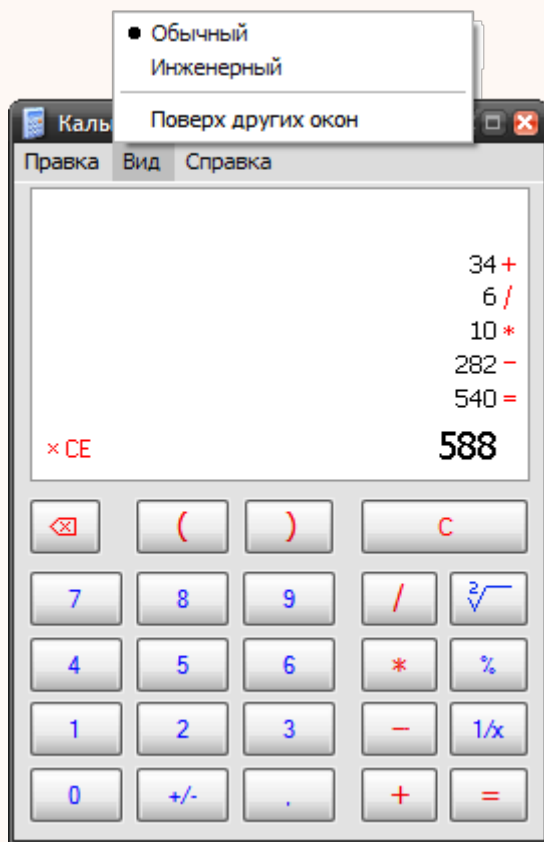 Обычный
Инженерный
Поверх других окон
Каль
Правка Вид Справка
34 +
6 /
10 *
282 -
540 =
× CE 588
( ) C
7 8 9 / 2√
4 5 6 * %
1 2 3 - 1/x
0 +/- , + =